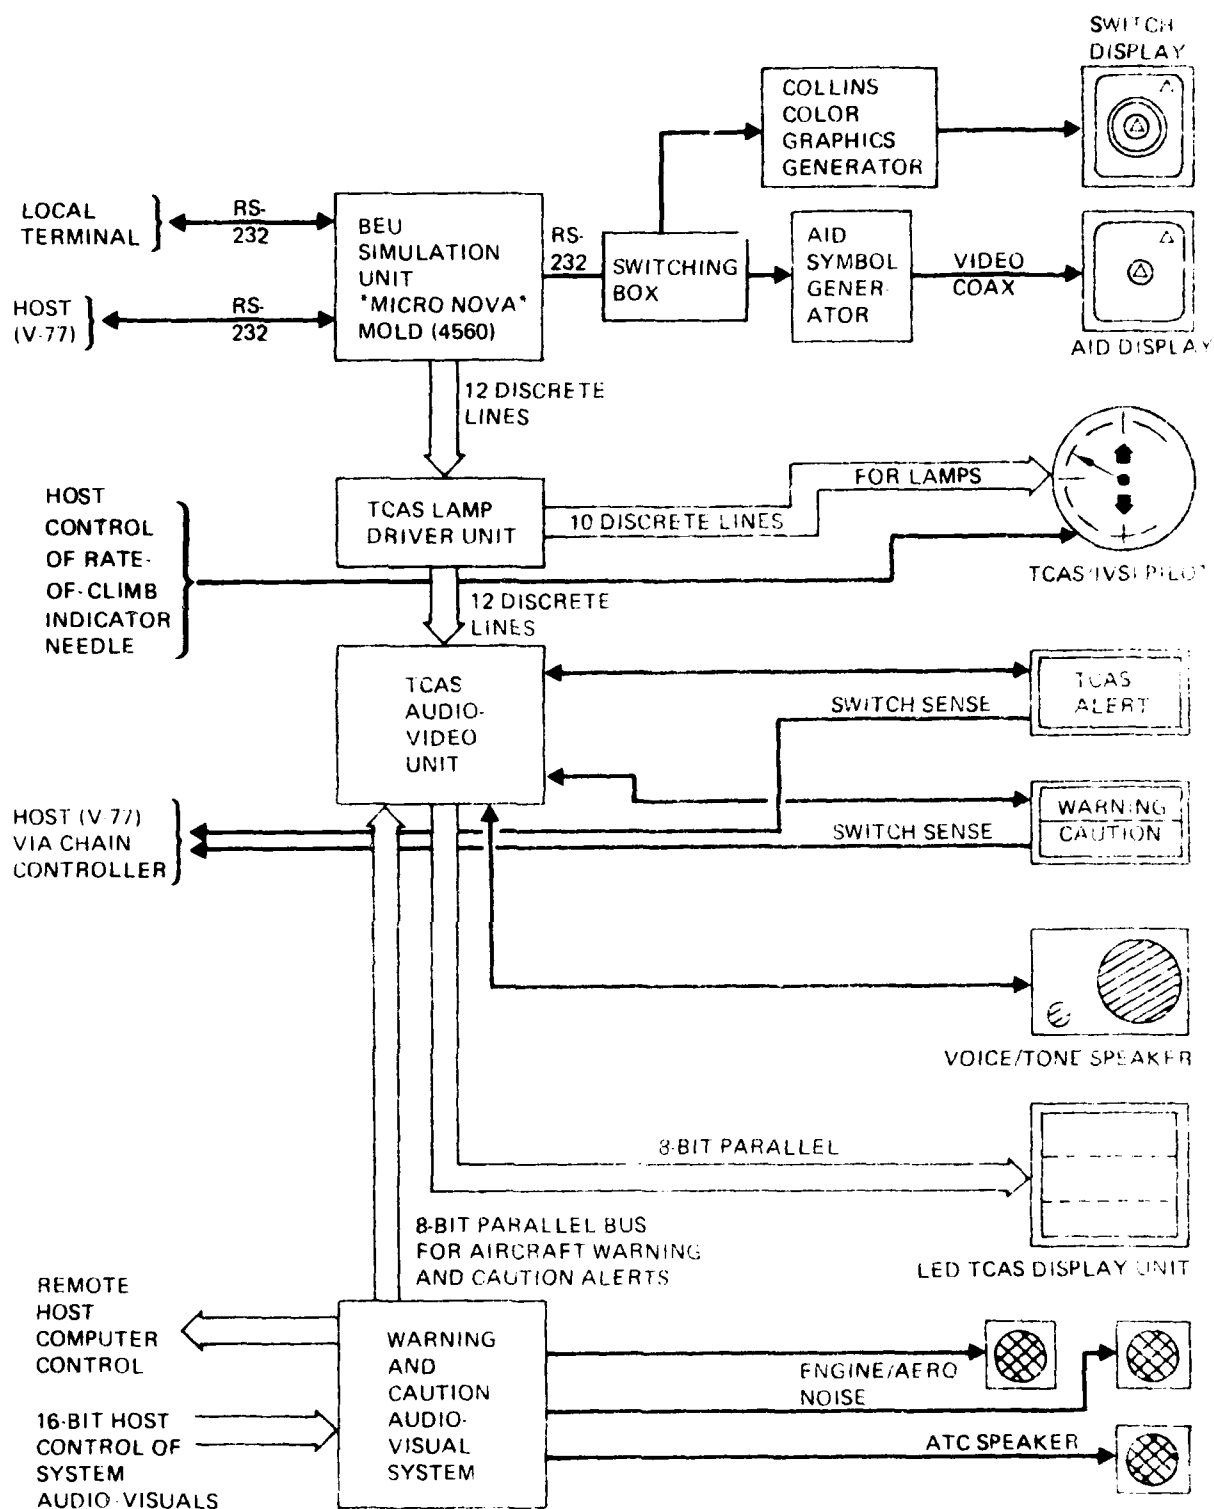 SWITCH
DISPLAY
COLLINS
COLOR
GRAPHICS
GENERATOR
LOCAL
TERMINAL
RS-
232
BEU
SIMULATION
UNIT
"MICRO NOVA"
MOLD (4560)
RS-
232
SWITCHING
BOX
AID
SYMBOL
GENER-
ATOR
VIDEO
COAX
AID DISPLAY
HOST
(V-77)
RS-
232
12 DISCRETE
LINES
HOST
CONTROL
OF RATE-
OF-CLIMB
INDICATOR
NEEDLE
TCAS LAMP
DRIVER UNIT
10 DISCRETE LINES
FOR LAMPS
TCAS/IVSI PILOT
12 DISCRETE
LINES
TCAS
AUDIO-
VIDEO
UNIT
TCAS
ALERT
SWITCH SENSE
WARNING
CAUTION
SWITCH SENSE
HOST (V-77)
VIA CHAIN
CONTROLLER
VOICE/TONE SPEAKER
8-BIT PARALLEL
LED TCAS DISPLAY UNIT
8-BIT PARALLEL BUS
FOR AIRCRAFT WARNING
AND CAUTION ALERTS
REMOTE
HOST
COMPUTER
CONTROL
16-BIT HOST
CONTROL OF
SYSTEM
AUDIO-VISUALS
WARNING
AND
CAUTION
AUDIO-
VISUAL
SYSTEM
ENGINE/AERO
NOISE
ATC SPEAKER